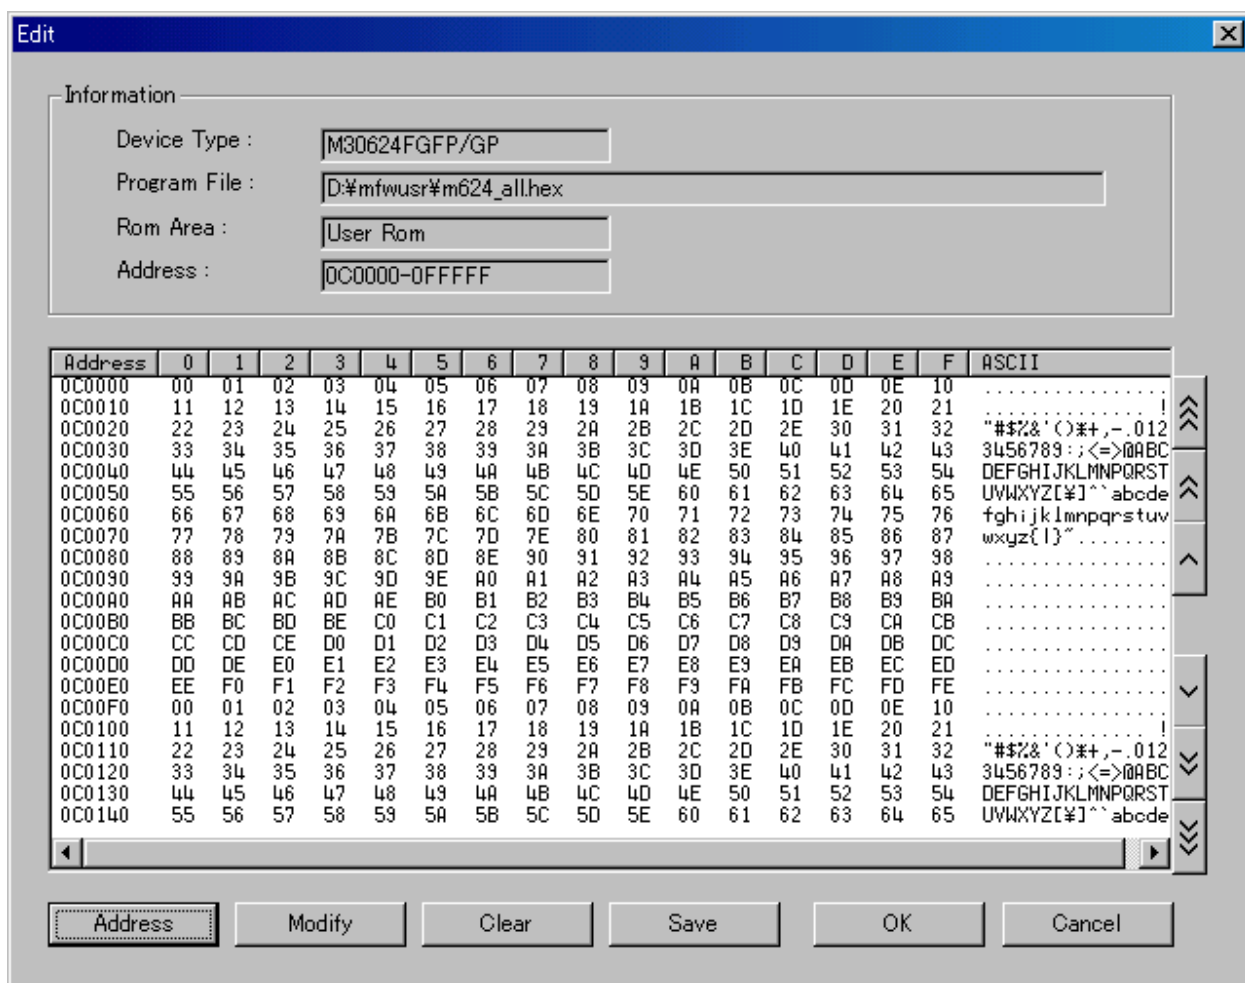 Edit
Information
Device Type : M30624FGFP/GP
Program File : D:¥mfwusr¥m624_all.hex
Rom Area : User Rom
Address : 0C0000-0FFFFF
Address 0 1 2 3 4 5 6 7 8 9 A B C D E F ASCII
0C0000 00 01 02 03 04 05 06 07 08 09 0A 0B 0C 0D 0E 10 ................
0C0010 11 12 13 14 15 16 17 18 19 1A 1B 1C 1D 1E 20 21 ............... !
0C0020 22 23 24 25 26 27 28 29 2A 2B 2C 2D 2E 30 31 32 "#$%&'()*+,-.012
0C0030 33 34 35 36 37 38 39 3A 3B 3C 3D 3E 40 41 42 43 3456789:;<=>@ABC
0C0040 44 45 46 47 48 49 4A 4B 4C 4D 4E 50 51 52 53 54 DEFGHIJKLMNPQRST
0C0050 55 56 57 58 59 5A 5B 5C 5D 5E 60 61 62 63 64 65 UVWXYZ[¥]^`abcde
0C0060 66 67 68 69 6A 6B 6C 6D 6E 70 71 72 73 74 75 76 fghijklmnpqrstuv
0C0070 77 78 79 7A 7B 7C 7D 7E 80 81 82 83 84 85 86 87 wxyz{|}~........
0C0080 88 89 8A 8B 8C 8D 8E 90 91 92 93 94 95 96 97 98 ................
0C0090 99 9A 9B 9C 9D 9E A0 A1 A2 A3 A4 A5 A6 A7 A8 A9 ................
0C00A0 AA AB AC AD AE B0 B1 B2 B3 B4 B5 B6 B7 B8 B9 BA ................
0C00B0 BB BC BD BE C0 C1 C2 C3 C4 C5 C6 C7 C8 C9 CA CB ................
0C00C0 CC CD CE D0 D1 D2 D3 D4 D5 D6 D7 D8 D9 DA DB DC ................
0C00D0 DD DE E0 E1 E2 E3 E4 E5 E6 E7 E8 E9 EA EB EC ED ................
0C00E0 EE F0 F1 F2 F3 F4 F5 F6 F7 F8 F9 FA FB FC FD FE ................
0C00F0 00 01 02 03 04 05 06 07 08 09 0A 0B 0C 0D 0E 10 ................
0C0100 11 12 13 14 15 16 17 18 19 1A 1B 1C 1D 1E 20 21 .............. !
0C0110 22 23 24 25 26 27 28 29 2A 2B 2C 2D 2E 30 31 32 "#$%&'()*+,-.012
0C0120 33 34 35 36 37 38 39 3A 3B 3C 3D 3E 40 41 42 43 3456789:;<=>@ABC
0C0130 44 45 46 47 48 49 4A 4B 4C 4D 4E 50 51 52 53 54 DEFGHIJKLMNPQRST
0C0140 55 56 57 58 59 5A 5B 5C 5D 5E 60 61 62 63 64 65 UVWXYZ[¥]^`abcde
Address Modify Clear Save OK Cancel